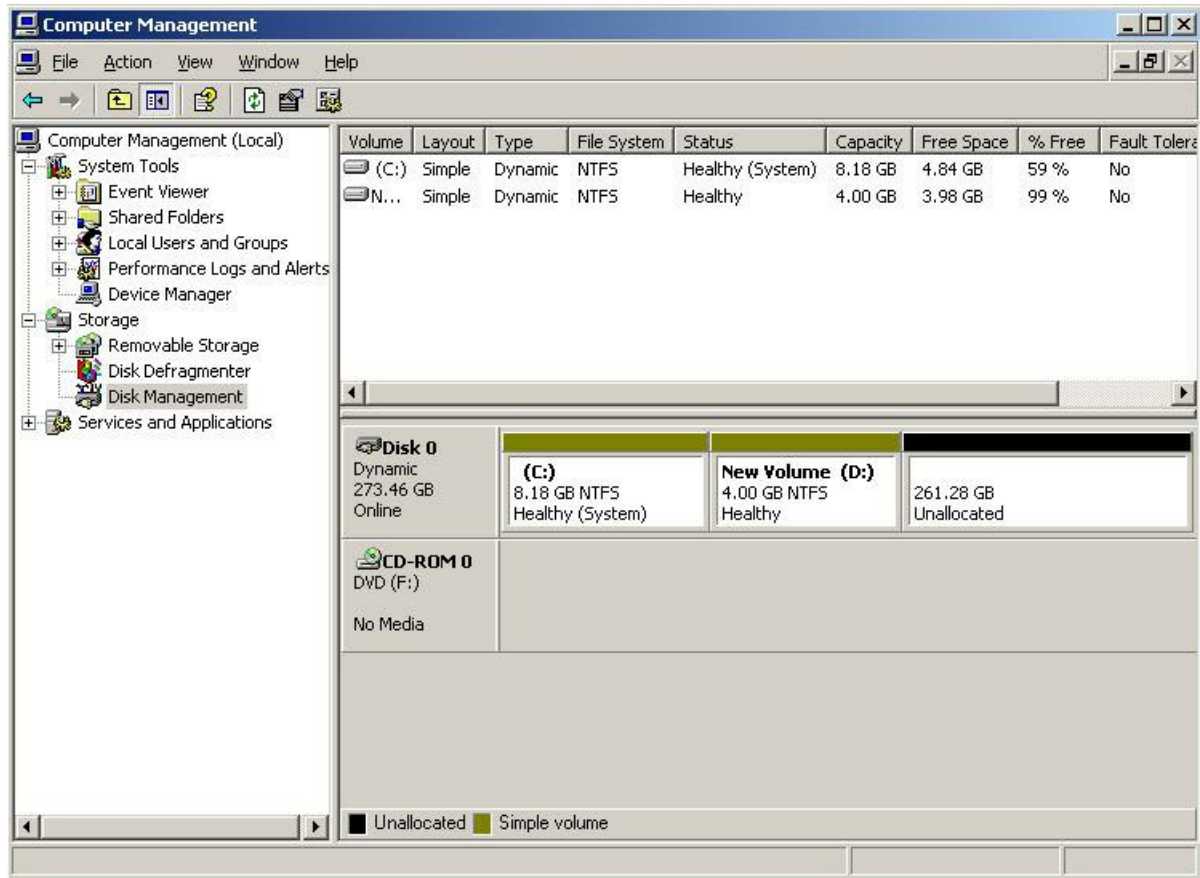 Computer Management
File Action View Window Help
Computer Management (Local)
System Tools
Event Viewer
Shared Folders
Local Users and Groups
Performance Logs and Alerts
Device Manager
Storage
Removable Storage
Disk Defragmenter
Disk Management
Services and Applications
Volume Layout Type File System Status Capacity Free Space % Free Fault Tolera
(C:) Simple Dynamic NTFS Healthy (System) 8.18 GB 4.84 GB 59 % No
N... Simple Dynamic NTFS Healthy 4.00 GB 3.98 GB 99 % No
Disk 0
Dynamic
273.46 GB
Online
(C:)
8.18 GB NTFS
Healthy (System)
New Volume (D:)
4.00 GB NTFS
Healthy
261.28 GB
Unallocated
CD-ROM 0
DVD (F:)
No Media
Unallocated Simple volume